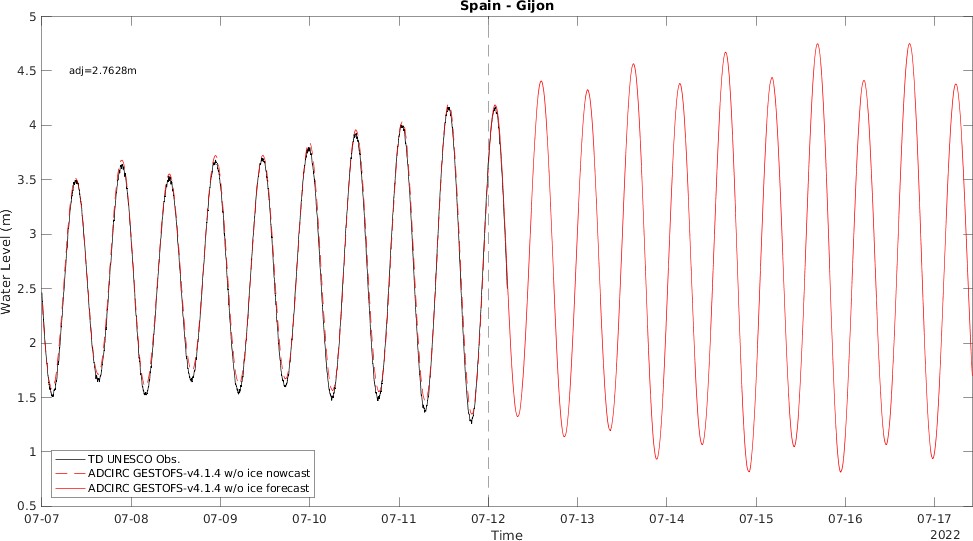 Spain - Gijon
5
4.5
4
3.5
3
2.5
2
1.5
1
0.5
Water Level (m)
adj=2.7628m
TD UNESCO Obs.
ADCIRC GESTOFS-v4.1.4 w/o ice nowcast
ADCIRC GESTOFS-v4.1.4 w/o ice forecast
07-07 07-08 07-09 07-10 07-11 07-12 07-13 07-14 07-15 07-16 07-17
Time
2022